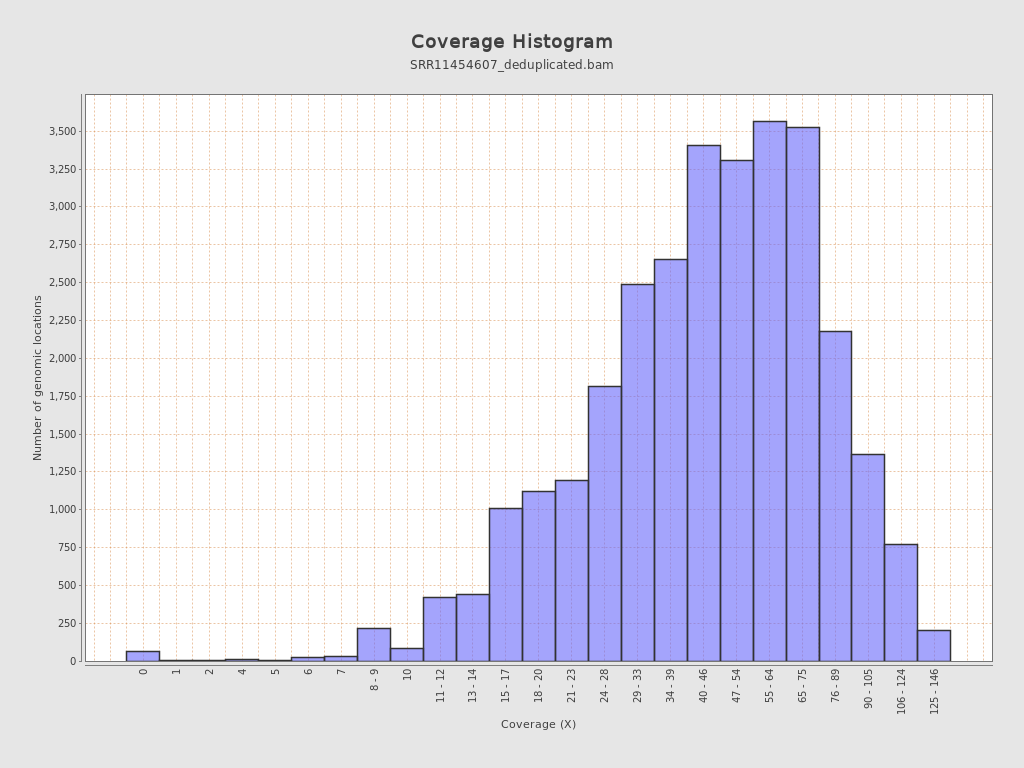 Coverage Histogram
SRR11454607_deduplicated.bam
Number of genomic locations
3,500
3,250
3,000
2,750
2,500
2,250
2,000
1,750
1,500
1,250
1,000
750
500
250
0
0
1
2
4
5
6
7
8 - 9
10
11 - 12
13 - 14
15 - 17
18 - 20
21 - 23
24 - 28
29 - 33
34 - 39
40 - 46
47 - 54
55 - 64
65 - 75
76 - 89
90 - 105
106 - 124
125 - 146
Coverage (X)